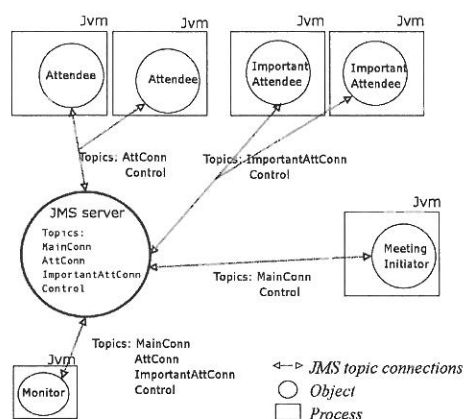 Jvm
Jvm
Jvm
Jvm
Attendee
Attendee
Important
Attendee
Important
Attendee
Topics: AttConn
Control
Topics: ImportantAttConn
Control
JMS server
Topics:
MainConn
AttConn
ImportantAttConn
Control
Jvm
Meeting
Initiator
Topics: MainConn
Control
Topics: MainConn
AttConn
ImportantAttConn
Control
Jvm
Monitor
JMS topic connections
Object
Process